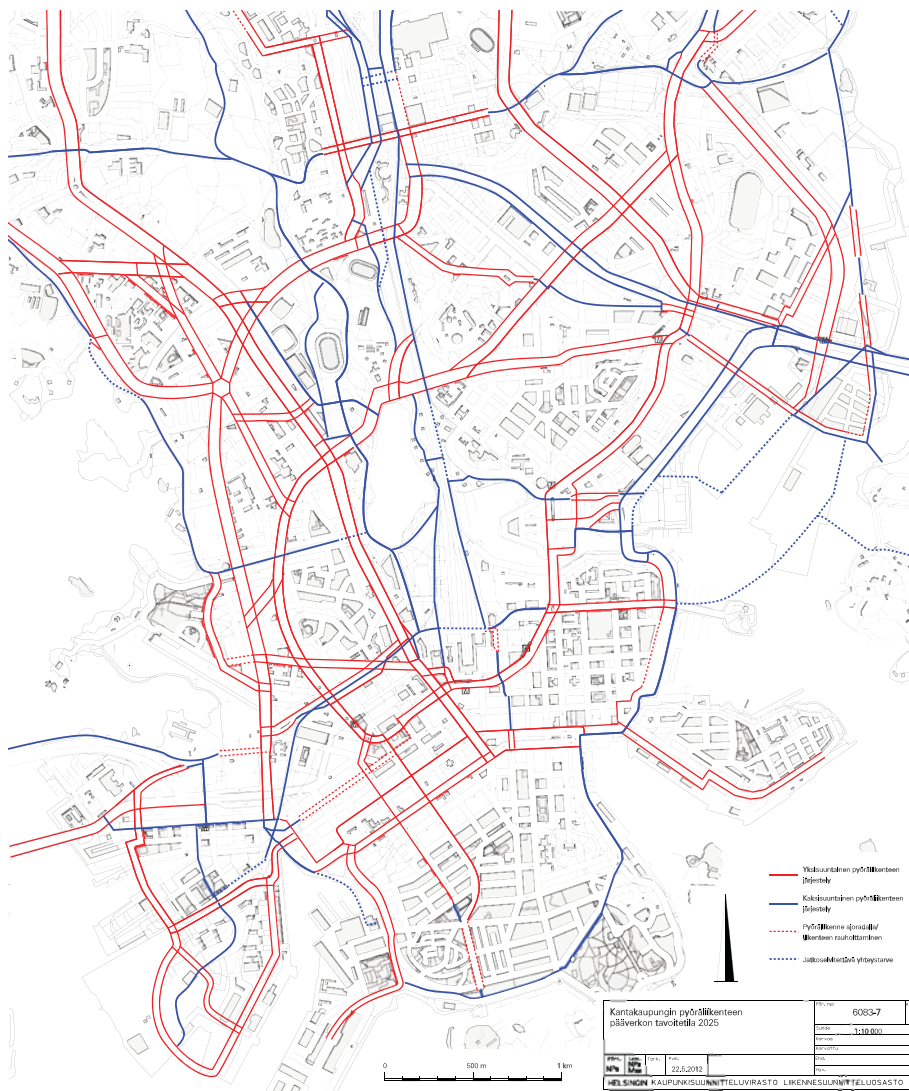 Yksisuuntainen pyöräliikenteen
järjestely
Kaksisuuntainen pyöräliikenteen
järjestely
Pyöräliikenne ajoradalla/
liikenteen rauhoittaminen
Jatkoselvitettävä yhteystarve
0 500 m 1 km
Kantakaupungin pyöräliikenteen
pääverkon tavoitetila 2025
6083-7
1:10 000
22.5.2012
HELSINGIN KAUPUNKISUUNNITTELUVIRASTO LIIKENNESUUNNITTELUOSASTO